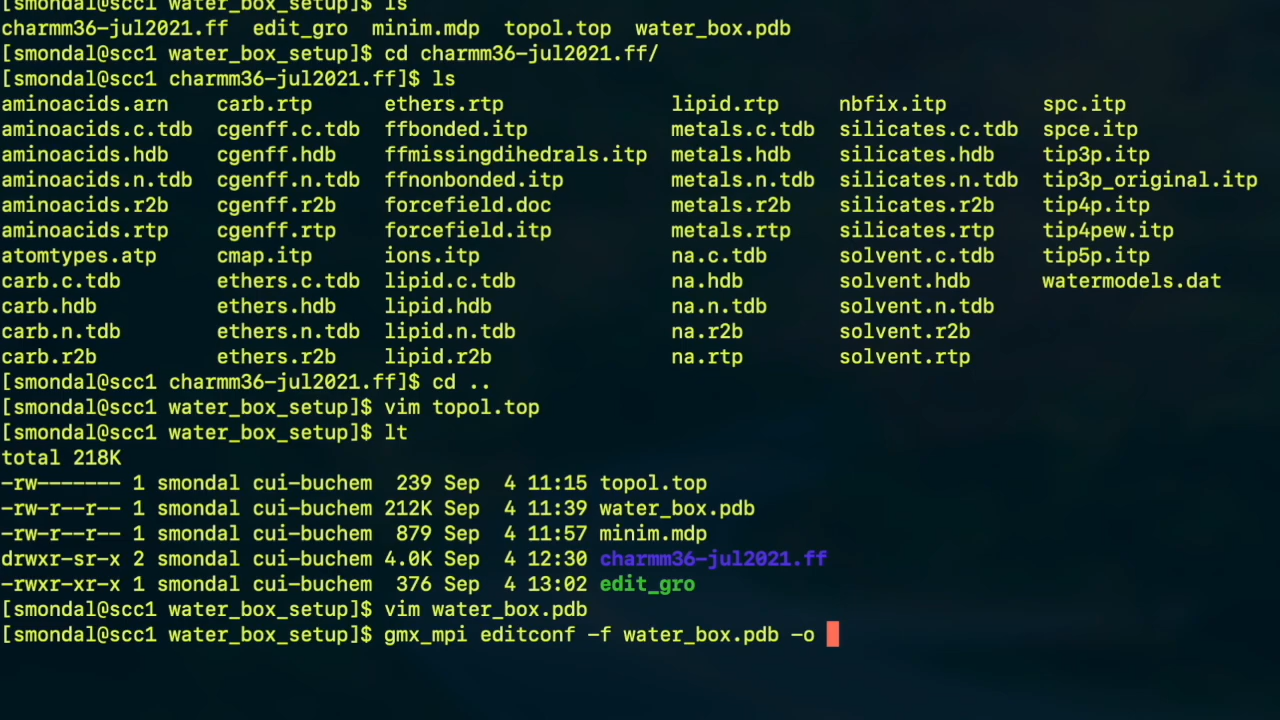 [smondal@scc1 water_box_setup]$ ls
charmm36-jul2021.ff  edit_gro  minim.mdp  topol.top  water_box.pdb
[smondal@scc1 water_box_setup]$ cd charmm36-jul2021.ff/
[smondal@scc1 charmm36-jul2021.ff]$ ls
aminoacids.arn    carb.rtp      ethers.rtp              lipid.rtp     nbfix.itp        spc.itp
aminoacids.c.tdb  cgenff.c.tdb  ffbonded.itp            metals.c.tdb  silicates.c.tdb  spce.itp
aminoacids.hdb    cgenff.hdb    ffmissingdihedrals.itp  metals.hdb    silicates.hdb    tip3p.itp
aminoacids.n.tdb  cgenff.n.tdb  ffnonbonded.itp         metals.n.tdb  silicates.n.tdb  tip3p_original.itp
aminoacids.r2b    cgenff.r2b    forcefield.doc          metals.r2b    silicates.r2b    tip4p.itp
aminoacids.rtp    cgenff.rtp    forcefield.itp          metals.rtp    silicates.rtp    tip4pew.itp
atomtypes.atp     cmap.itp      ions.itp                na.c.tdb      solvent.c.tdb    tip5p.itp
carb.c.tdb        ethers.c.tdb  lipid.c.tdb             na.hdb        solvent.hdb      watermodels.dat
carb.hdb          ethers.hdb    lipid.hdb               na.n.tdb      solvent.n.tdb
carb.n.tdb        ethers.n.tdb  lipid.n.tdb             na.r2b        solvent.r2b
carb.r2b          ethers.r2b    lipid.r2b               na.rtp        solvent.rtp
[smondal@scc1 charmm36-jul2021.ff]$ cd ..
[smondal@scc1 water_box_setup]$ vim topol.top
[smondal@scc1 water_box_setup]$ lt
total 218K
-rw------- 1 smondal cui-buchem  239 Sep  4 11:15 topol.top
-rw-r--r-- 1 smondal cui-buchem 212K Sep  4 11:39 water_box.pdb
-rw-r--r-- 1 smondal cui-buchem  879 Sep  4 11:57 minim.mdp
drwxr-sr-x 2 smondal cui-buchem 4.0K Sep  4 12:30 charmm36-jul2021.ff
-rwxr-xr-x 1 smondal cui-buchem  376 Sep  4 13:02 edit_gro
[smondal@scc1 water_box_setup]$ vim water_box.pdb
[smondal@scc1 water_box_setup]$ gmx_mpi editconf -f water_box.pdb -o